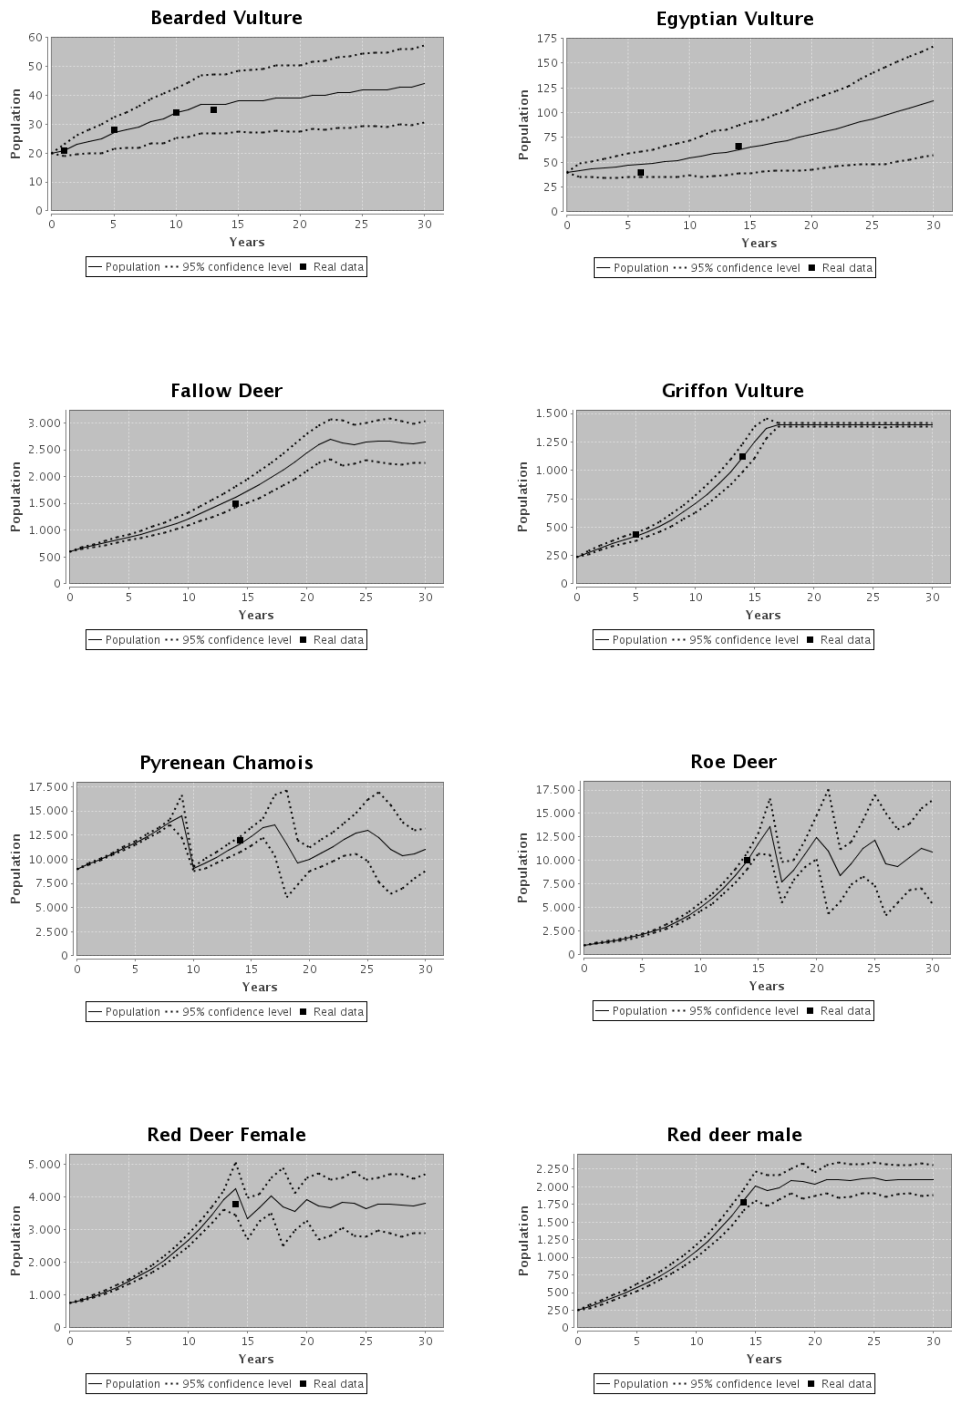 Bearded Vulture
60
50
40
30
20
10
0
Population
0 5 10 15 20 25 30
Years
Population 95% confidence level Real data
Egyptian Vulture
175
150
125
100
75
50
25
0
Population
0 5 10 15 20 25 30
Years
Population 95% confidence level Real data
Fallow Deer
3.000
2.500
2.000
1.500
1.000
500
0
Population
0 5 10 15 20 25 30
Years
Population 95% confidence level Real data
Griffon Vulture
1.500
1.250
1.000
750
500
250
0
Population
0 5 10 15 20 25 30
Years
Population 95% confidence level Real data
Pyrenean Chamois
17.500
15.000
12.500
10.000
7.500
5.000
2.500
0
Population
0 5 10 15 20 25 30
Years
Population 95% confidence level Real data
Roe Deer
17.500
15.000
12.500
10.000
7.500
5.000
2.500
0
Population
0 5 10 15 20 25 30
Years
Population 95% confidence level Real data
Red Deer Female
5.000
4.000
3.000
2.000
1.000
0
Population
0 5 10 15 20 25 30
Years
Population 95% confidence level Real data
Red deer male
2.250
2.000
1.750
1.500
1.250
1.000
750
500
250
0
Population
0 5 10 15 20 25 30
Years
Population 95% confidence level Real data